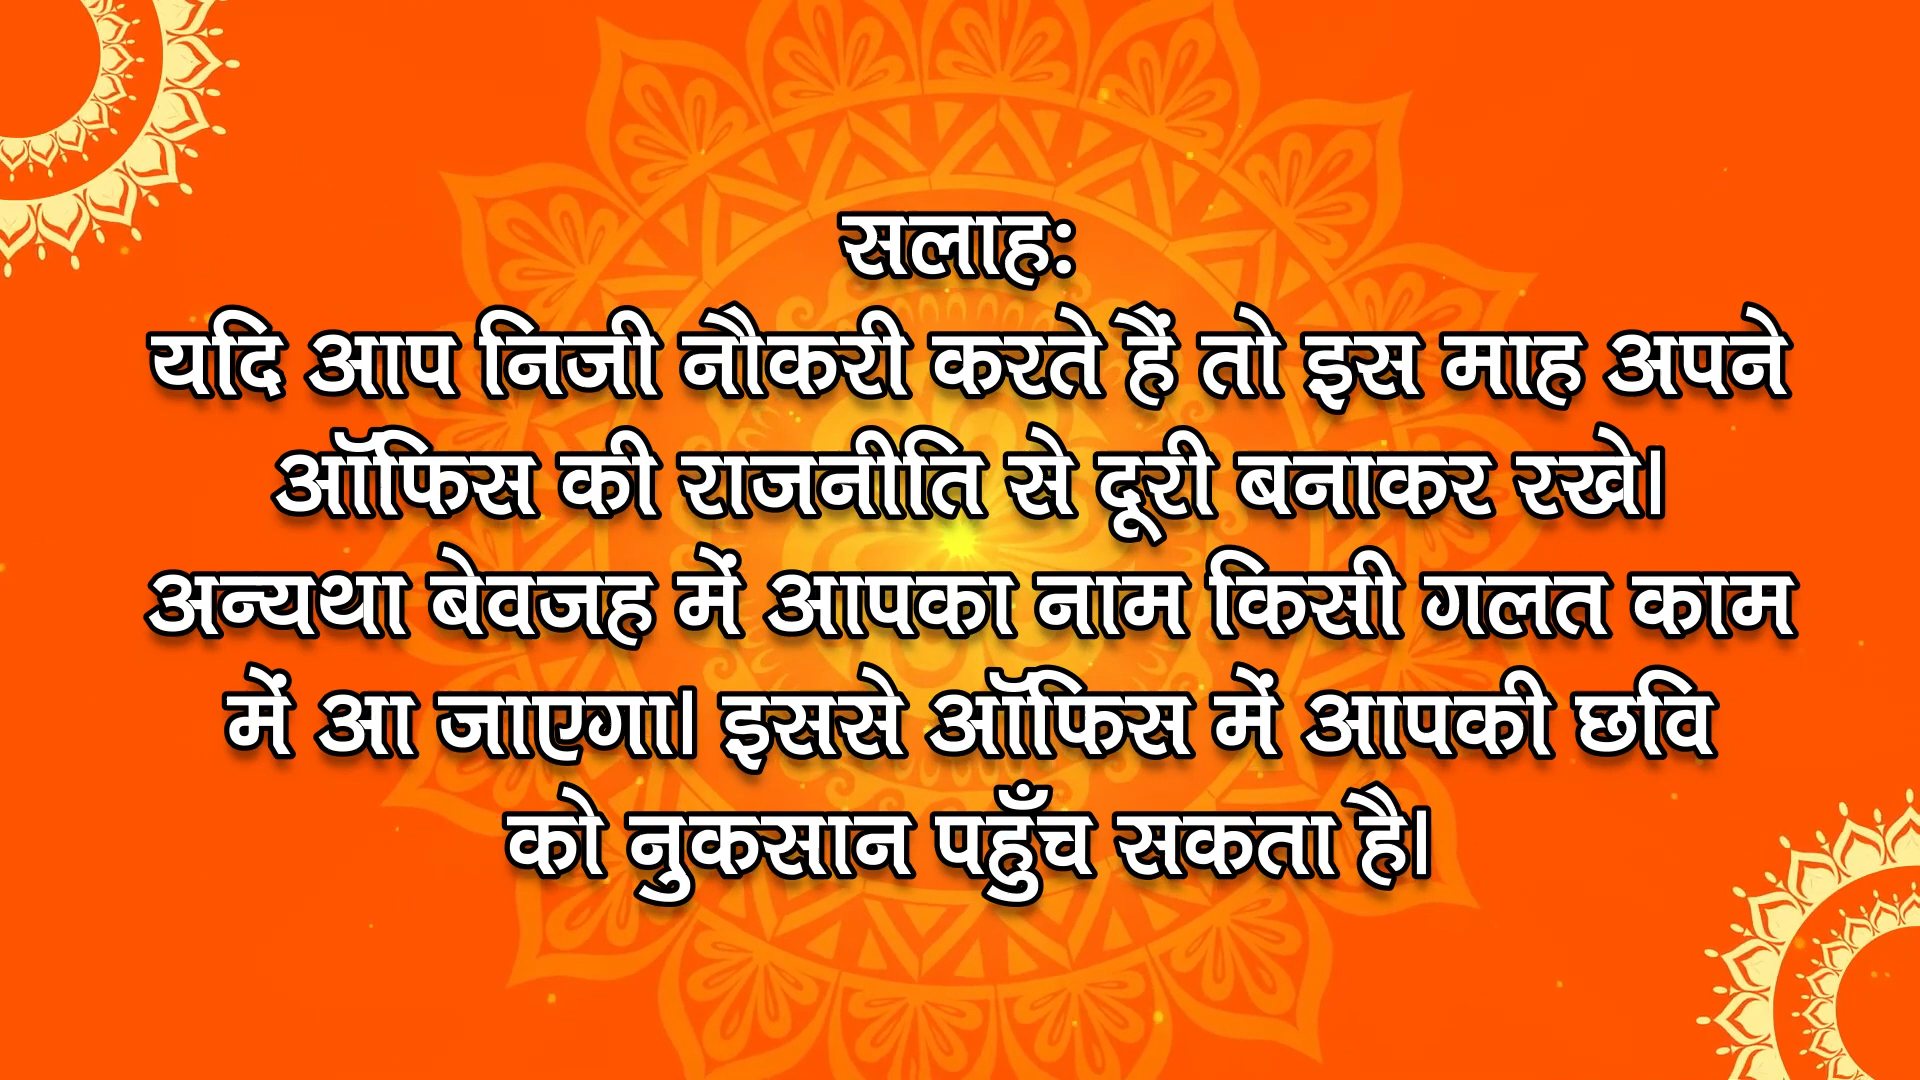 सलाह:
यदि आप निजी नौकरी करते हैं तो इस माह अपने
ऑफिस की राजनीति से दूरी बनाकर रखे।
अन्यथा बेवजह में आपका नाम किसी गलत काम
में आ जाएगा। इससे ऑफिस में आपकी छवि
को नुकसान पहुँच सकता है।